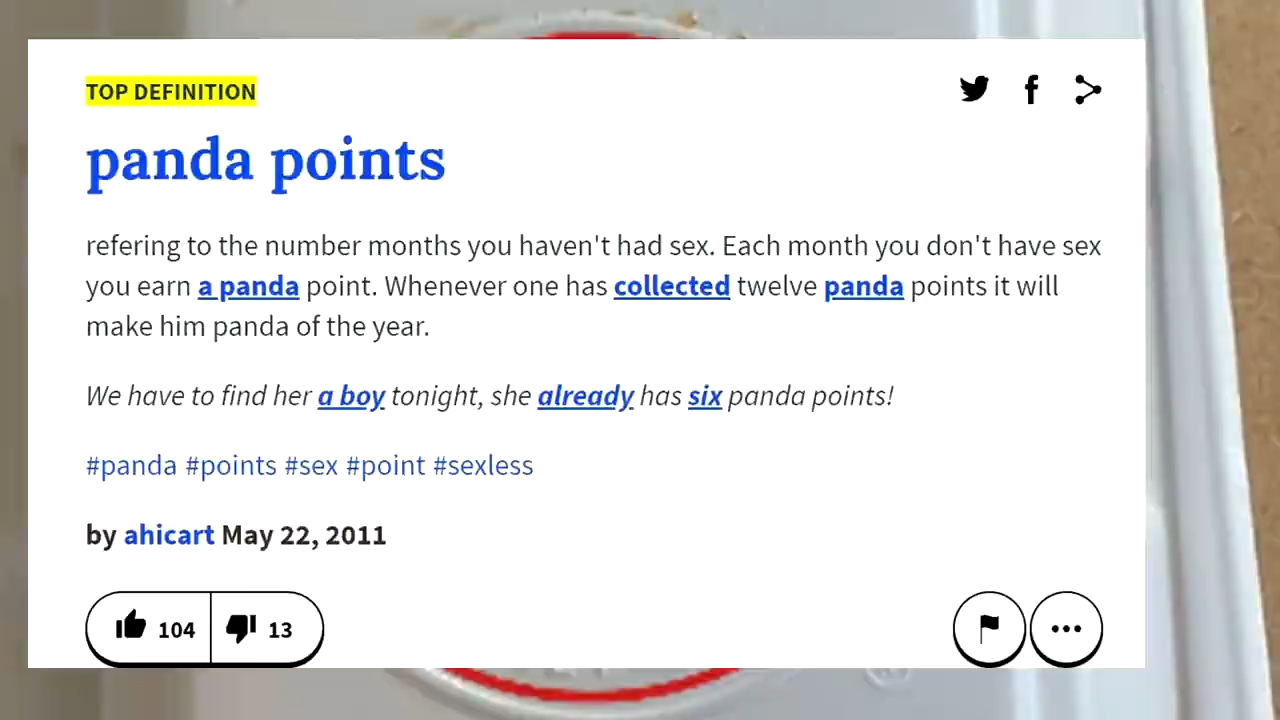 TOP DEFINITION
panda points
refering to the number months you haven't had sex. Each month you don't have sex
you earn a panda point. Whenever one has collected twelve panda points it will
make him panda of the year.
We have to find her a boy tonight, she already has six panda points!
#panda #points #sex #point #sexless
by ahicart May 22, 2011
104 13